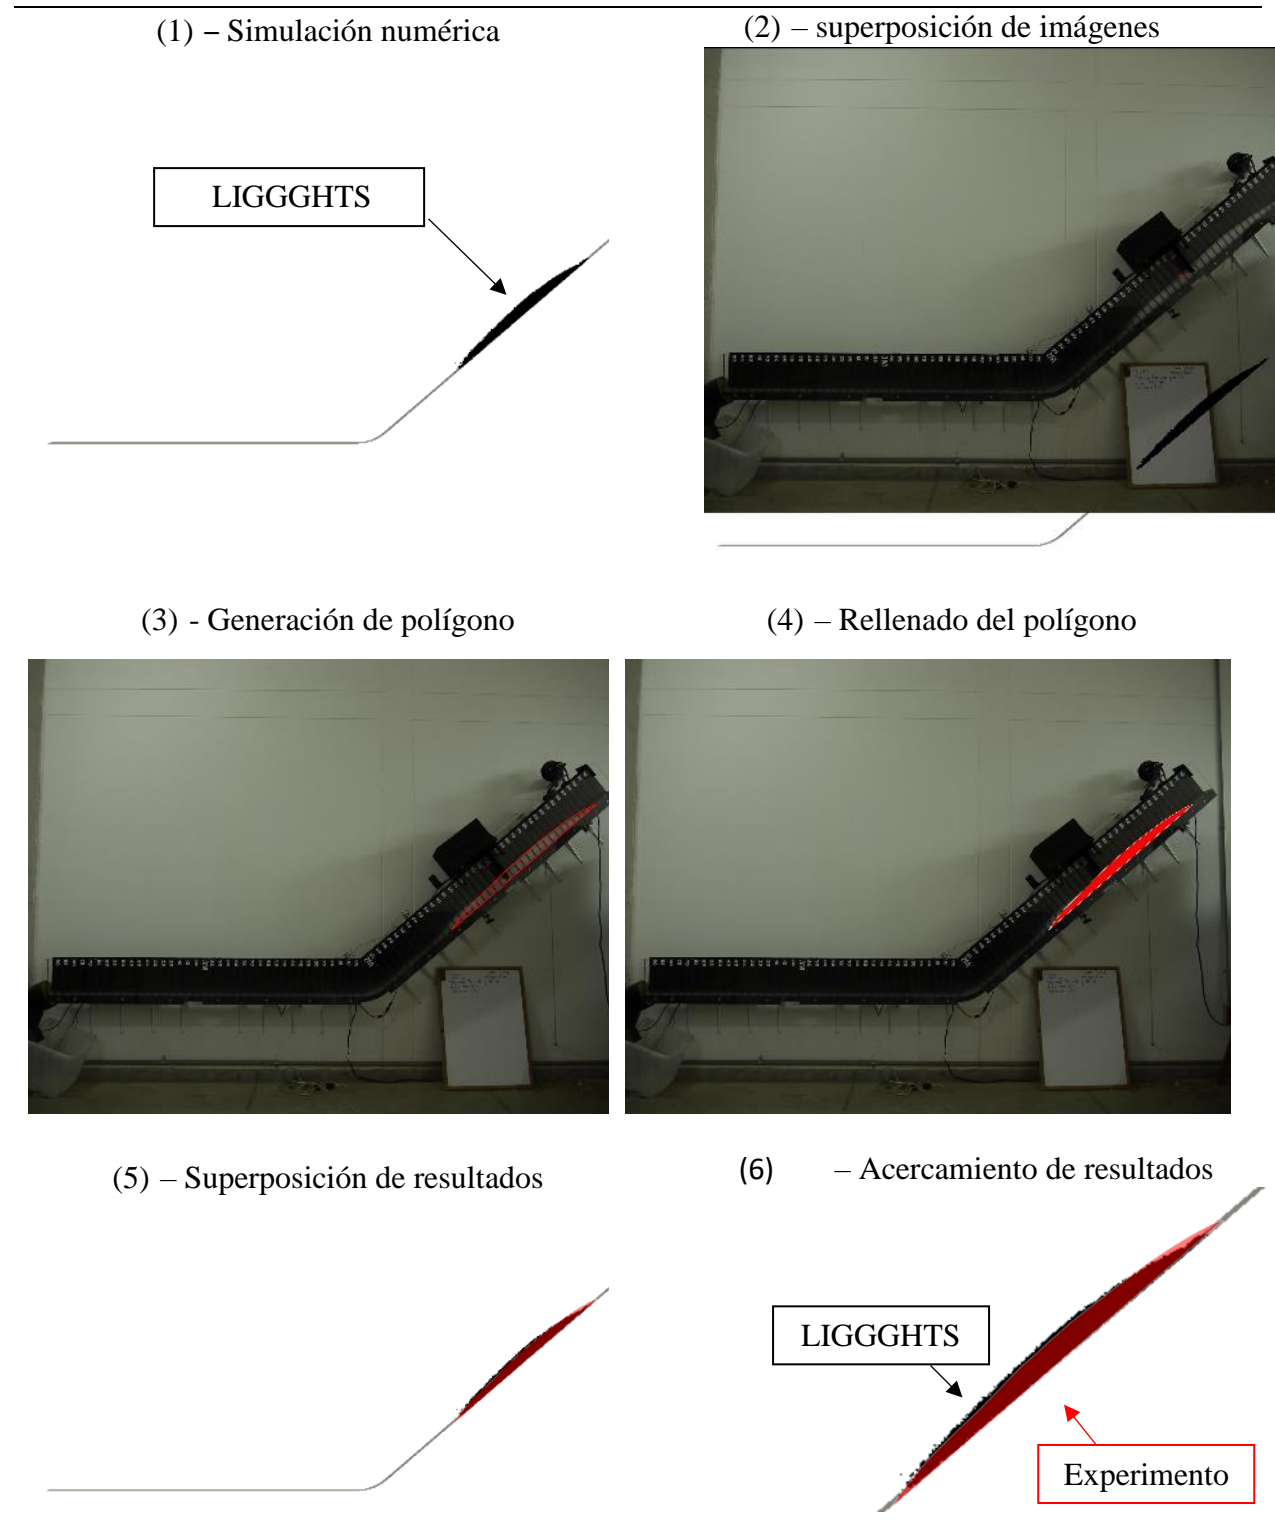 (1) – Simulación numérica
(2) – superposición de imágenes
LIGGGHTS
(3) - Generación de polígono
(4) – Rellenado del polígono
(5) – Superposición de resultados
(6) – Acercamiento de resultados
LIGGGHTS
Experimento